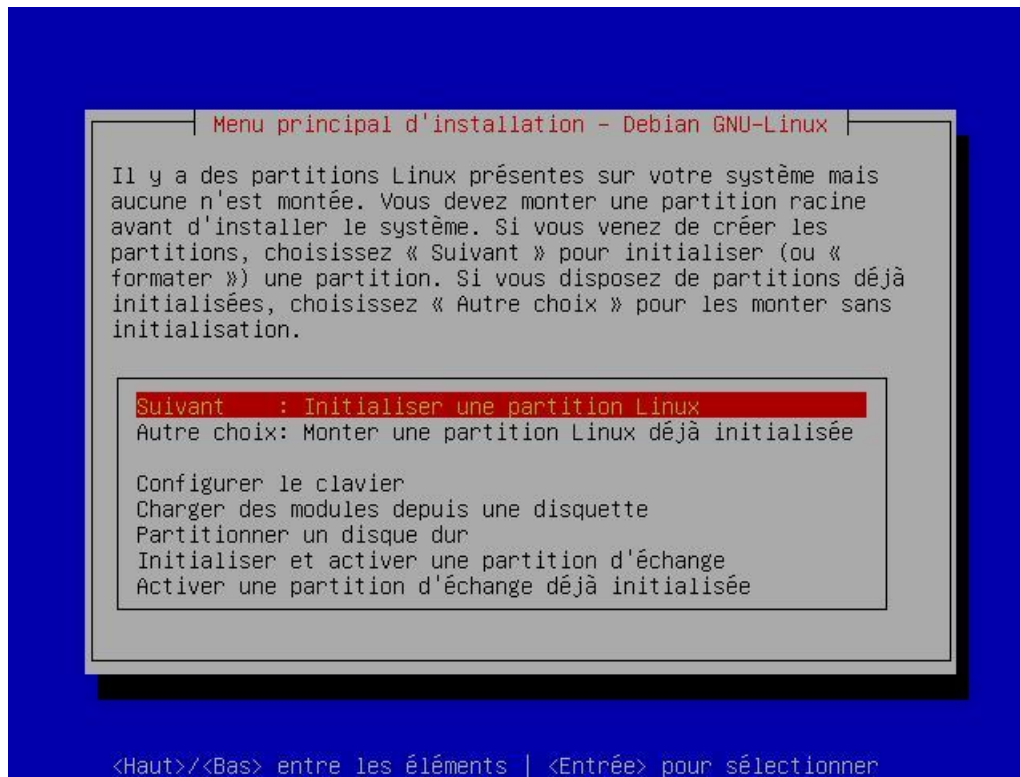 Menu principal d'installation - Debian GNU-Linux
Il y a des partitions Linux présentes sur votre système mais
aucune n'est montée. Vous devez monter une partition racine
avant d'installer le système. Si vous venez de créer les
partitions, choisissez « Suivant » pour initialiser (ou «
formater ») une partition. Si vous disposez de partitions déjà
initialisées, choisissez « Autre choix » pour les monter sans
initialisation.
Suivant    : Initialiser une partition Linux
Autre choix: Monter une partition Linux déjà initialisée
Configurer le clavier
Charger des modules depuis une disquette
Partitionner un disque dur
Initialiser et activer une partition d'échange
Activer une partition d'échange déjà initialisée
<Haut>/<Bas> entre les éléments | <Entrée> pour sélectionner